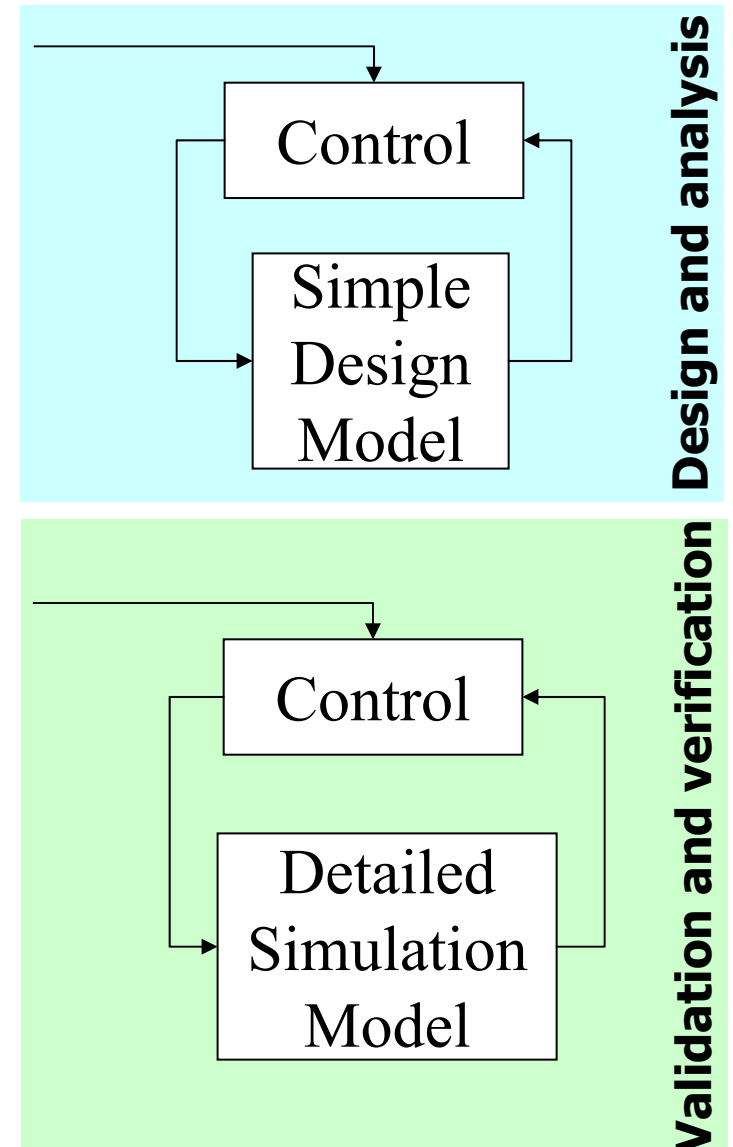 Control
Simple
Design
Model
Design and analysis
Control
Detailed
Simulation
Model
Validation and verification